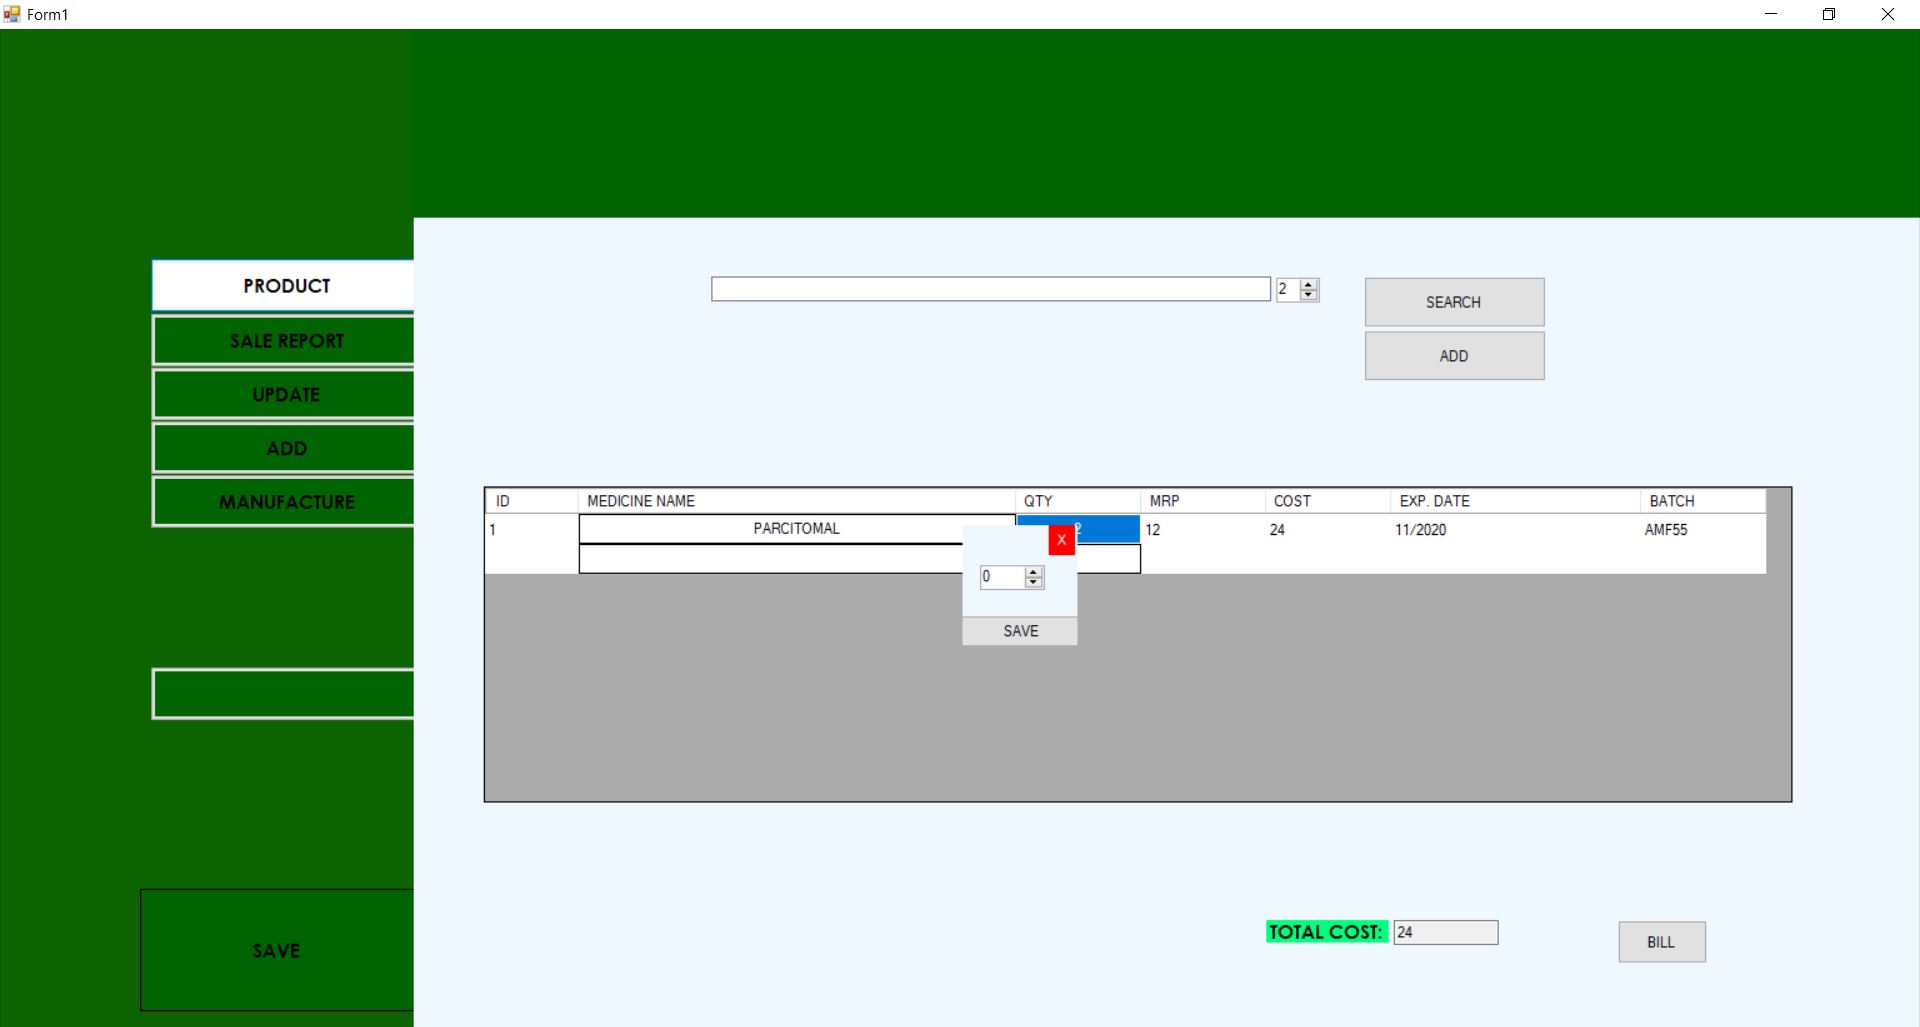 Form1
PRODUCT
SALE REPORT
UPDATE
ADD
MANUFACTURE
SAVE
2
SEARCH
ADD
ID MEDICINE NAME QTY MRP COST EXP. DATE BATCH
1 PARCITOMAL 2 12 24 11/2020 AMF55
X
0
SAVE
TOTAL COST: 24
BILL